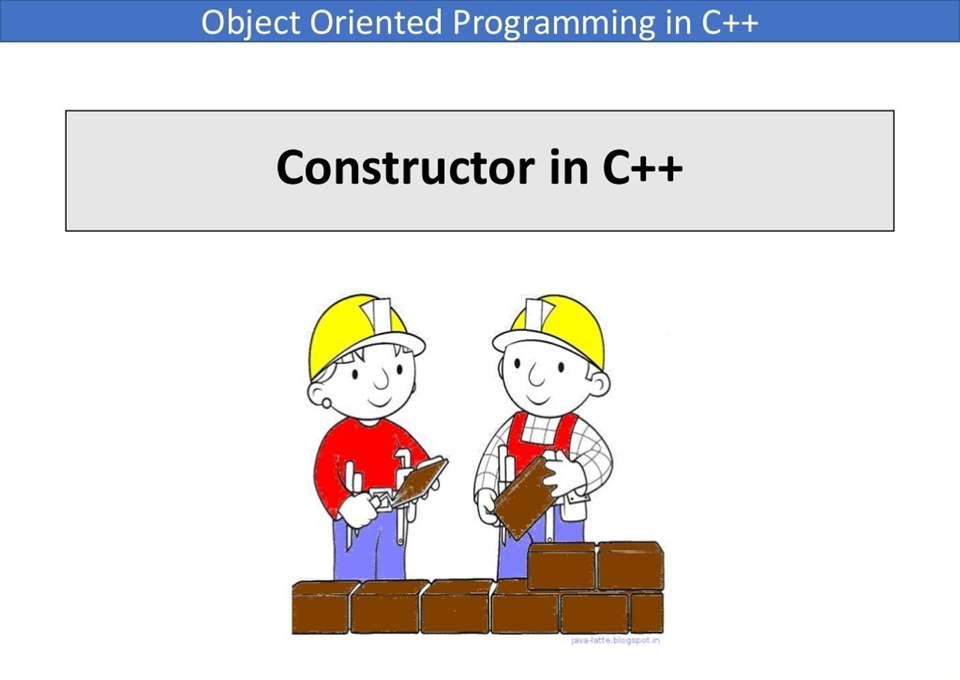 Object Oriented Programming in C++
Constructor in C++
java-latte.blogspot.in